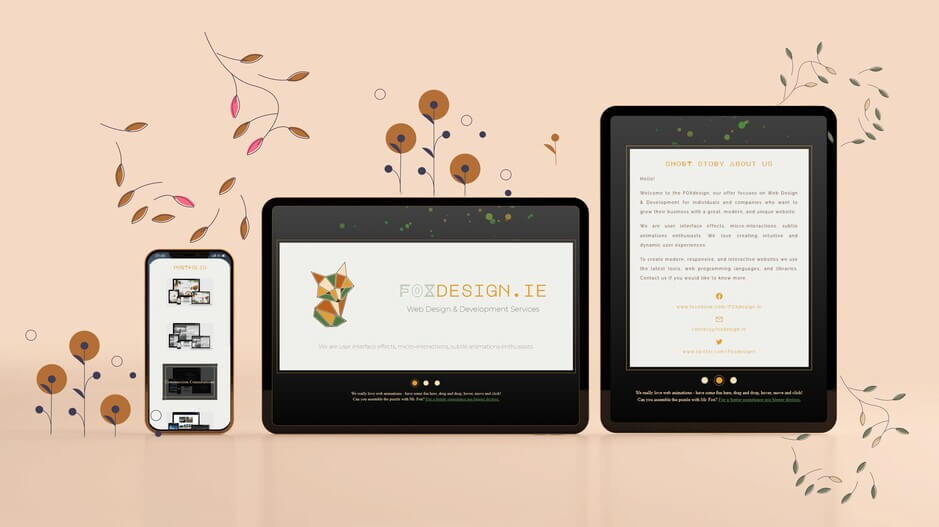 PORTFOLIO
Construction Consultations
FOXDESIGN.IE
Web Design & Development Services
We are user interface effects, micro-interactions, subtle animations enthusiasts.
We really love web animations - have some fun here, drag and drop, hover, move and click!
Can you assemble the puzzle with Mr. Fox? For a better experience use bigger devices.
SHORT STORY ABOUT US
Hello!
Welcome to the FOXdesign, our offer focuses on Web Design
& Development for individuals and companies who want to
grow their business with a great, modern, and unique website.
We are user interface effects, micro-interactions, subtle
animations enthusiasts. We love creating intuitive and
dynamic user experiences.
To create modern, responsive, and interactive websites we use
the latest tools, web programming languages, and libraries.
Contact us if you would like to know more.
www.facebook.com/FOXdesign.ie
contact@foxdesign.ie
www.twitter.com/Foxdesign1
We really love web animations - have some fun here, drag and drop, hover, move and click!
Can you assemble the puzzle with Mr. Fox? For a better experience use bigger devices.